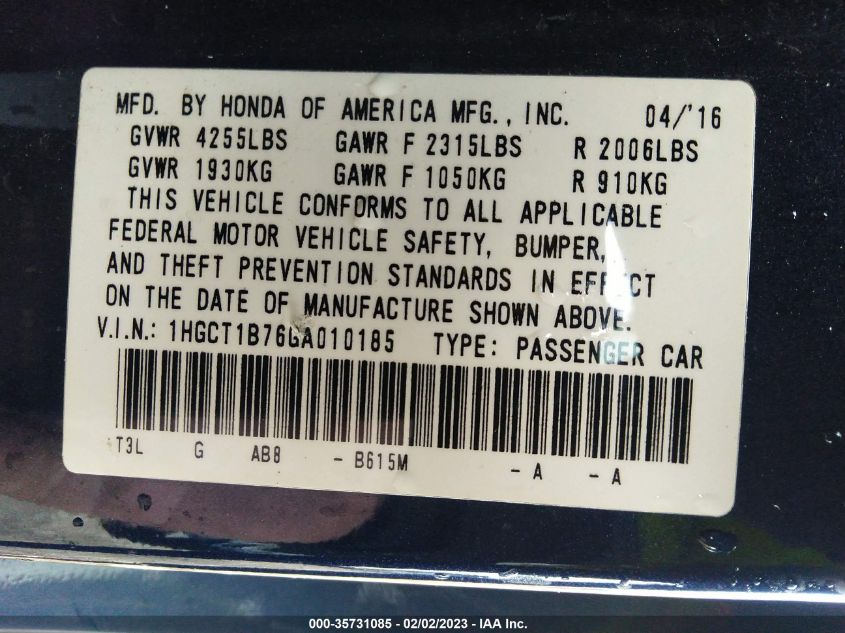 MFD. BY HONDA OF AMERICA MFG., INC. 04/'16
GVWR 4255LBS GAWR F 2315LBS R 2006LBS
GVWR 1930KG GAWR F 1050KG R 910KG
THIS VEHICLE CONFORMS TO ALL APPLICABLE
FEDERAL MOTOR VEHICLE SAFETY, BUMPER,
AND THEFT PREVENTION STANDARDS IN EFFECT
ON THE DATE OF MANUFACTURE SHOWN ABOVE.
V.I.N.: 1HGCT1B76GA010185 TYPE: PASSENGER CAR
T3L G AB8 - B615M - A - A
000-35731085 - 02/02/2023 - IAA Inc.